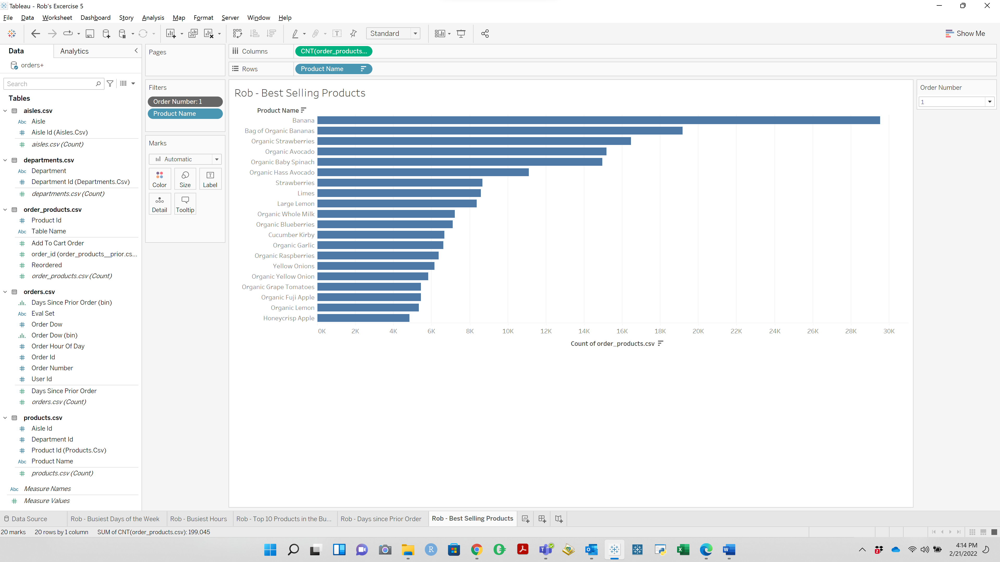 Tableau - Rob's Excercise 5
File Data Worksheet Dashboard Story Analysis Map Format Server Window Help
Standard
Show Me
Data
Analytics
orders+
Search
Tables
aisles.csv
Abc Aisle
# Aisle Id (Aisles.Csv)
# aisles.csv (Count)
departments.csv
Abc Department
# Department Id (Departments.Csv)
# departments.csv (Count)
order_products.csv
# Product Id
Abc Table Name
# Add To Cart Order
# order_id (order_products__prior.cs...
# Reordered
# order_products.csv (Count)
orders.csv
Days Since Prior Order (bin)
Abc Eval Set
# Order Dow
Order Dow (bin)
# Order Hour Of Day
# Order Id
# Order Number
# User Id
# Days Since Prior Order
# orders.csv (Count)
products.csv
# Aisle Id
# Department Id
# Product Id (Products.Csv)
Abc Product Name
# products.csv (Count)
Abc Measure Names
# Measure Values
Pages
Filters
Order Number: 1
Product Name
Marks
Automatic
Color
Size
T
Label
Detail
Tooltip
Columns
CNT(order_products...
Rows
Product Name
Rob - Best Selling Products
Product Name
Banana
Bag of Organic Bananas
Organic Strawberries
Organic Avocado
Organic Baby Spinach
Organic Hass Avocado
Strawberries
Limes
Large Lemon
Organic Whole Milk
Organic Blueberries
Cucumber Kirby
Organic Garlic
Organic Raspberries
Yellow Onions
Organic Yellow Onion
Organic Grape Tomatoes
Organic Fuji Apple
Organic Lemon
Honeycrisp Apple
0K 2K 4K 6K 8K 10K 12K 14K 16K 18K 20K 22K 24K 26K 28K 30K
Count of order_products.csv
Order Number
1
Data Source
Rob - Busiest Days of the Week
Rob - Busiest Hours
Rob - Top 10 Products in the Bu...
Rob - Days since Prior Order
Rob - Best Selling Products
20 marks 20 rows by 1 column SUM of CNT(order_products.csv): 199,045
4:14 PM
2/21/2022